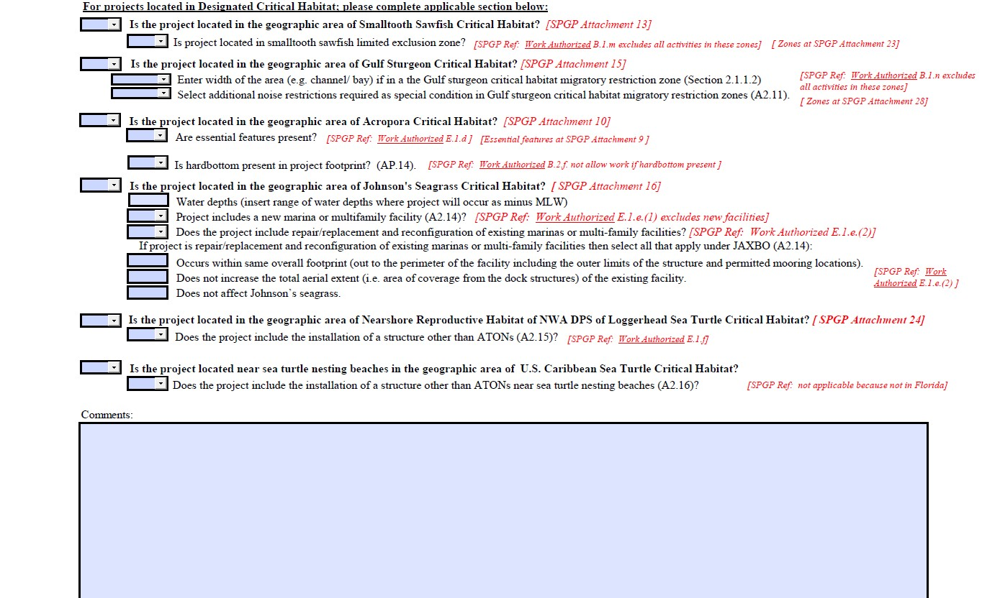 For projects located in Designated Critical Habitat; please complete applicable section below:
Is the project located in the geographic area of Smalltooth Sawfish Critical Habitat? [SPGP Attachment 13]
Is project located in smalltooth sawfish limited exclusion zone? [SPGP Ref: Work Authorized B.1.m excludes all activities in these zones] [ Zones at SPGP Attachment 23]
Is the project located in the geographic area of Gulf Sturgeon Critical Habitat? [SPGP Attachment 15]
Enter width of the area (e.g. channel/ bay) if in a the Gulf sturgeon critical habitat migratory restriction zone (Section 2.1.1.2)
Select additional noise restrictions required as special condition in Gulf sturgeon critical habitat migratory restriction zones (A2.11).
[SPGP Ref: Work Authorized B.1.n excludes
all activities in these zones]
[ Zones at SPGP Attachment 28]
Is the project located in the geographic area of Acropora Critical Habitat? [SPGP Attachment 10]
Are essential features present? [SPGP Ref: Work Authorized E.1.d ] [Essential features at SPGP Attachment 9 ]
Is hardbottom present in project footprint? (AP.14). [SPGP Ref: Work Authorized B.2.f. not allow work if hardbottom present ]
Is the project located in the geographic area of Johnson's Seagrass Critical Habitat? [ SPGP Attachment 16]
Water depths (insert range of water depths where project will occur as minus MLW)
Project includes a new marina or multifamily facility (A2.14)? [SPGP Ref: Work Authorized E.1.e.(1) excludes new facilities]
Does the project include repair/replacement and reconfiguration of existing marinas or multi-family facilities? [SPGP Ref: Work Authorized E.1.e.(2)]
If project is repair/replacement and reconfiguration of existing marinas or multi-family facilities then select all that apply under JAXBO (A2.14):
Occurs within same overall footprint (out to the perimeter of the facility including the outer limits of the structure and permitted mooring locations).
Does not increase the total aerial extent (i.e. area of coverage from the dock structures) of the existing facility.
Does not affect Johnson’s seagrass.
[SPGP Ref: Work
Authorized E.1.e.(2) ]
Is the project located in the geographic area of Nearshore Reproductive Habitat of NWA DPS of Loggerhead Sea Turtle Critical Habitat? [ SPGP Attachment 24]
Does the project include the installation of a structure other than ATONs (A2.15)? [SPGP Ref: Work Authorized E.1.f]
Is the project located near sea turtle nesting beaches in the geographic area of U.S. Caribbean Sea Turtle Critical Habitat?
Does the project include the installation of a structure other than ATONs near sea turtle nesting beaches (A2.16)? [SPGP Ref: not applicable because not in Florida]
Comments: